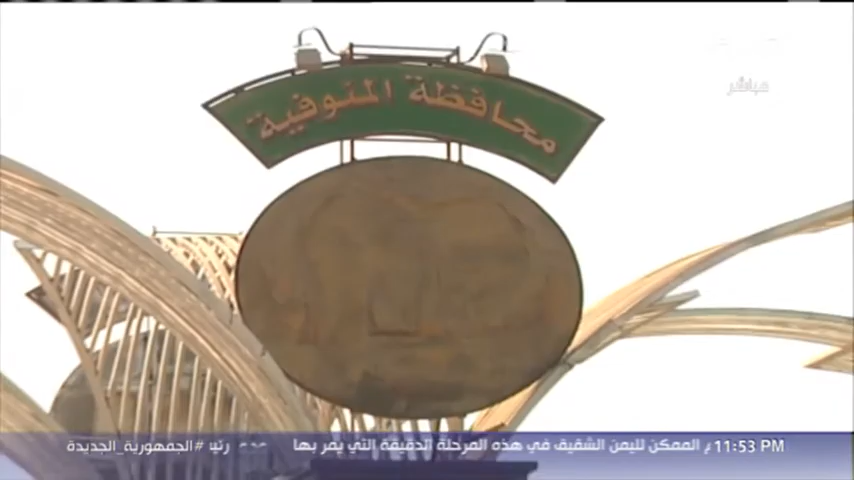 محافظة المنوفية
مباشر
م الممكن لليمن الشقيق في هذه المرحلة الدقيقة التي يمر بها
#الجمهورية_الجديدة
11:53 PM